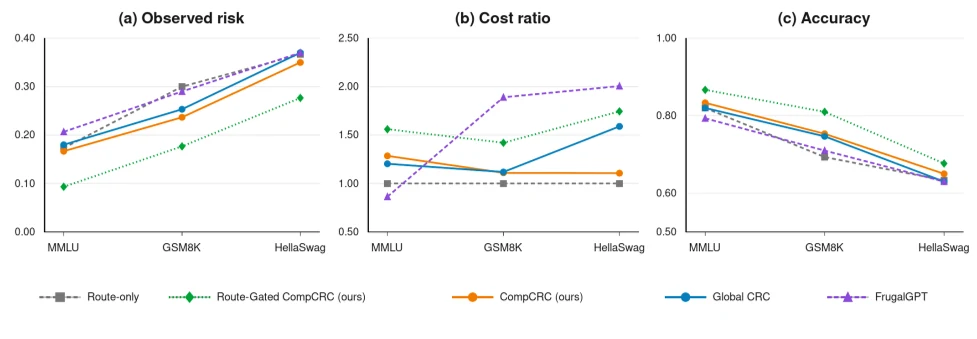 (a) Observed risk
0.40
0.30
0.20
0.10
0.00
MMLU GSM8K HellaSwag
(b) Cost ratio
2.50
2.00
1.50
1.00
0.50
MMLU GSM8K HellaSwag
(c) Accuracy
1.00
0.80
0.60
0.50
MMLU GSM8K HellaSwag
Route-only Route-Gated CompCRC (ours) CompCRC (ours) Global CRC FrugalGPT